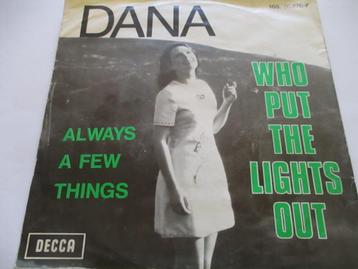 DANA
WHO
PUT
THE
LIGHTS
OUT
ALWAYS
A FEW
THINGS
DECCA